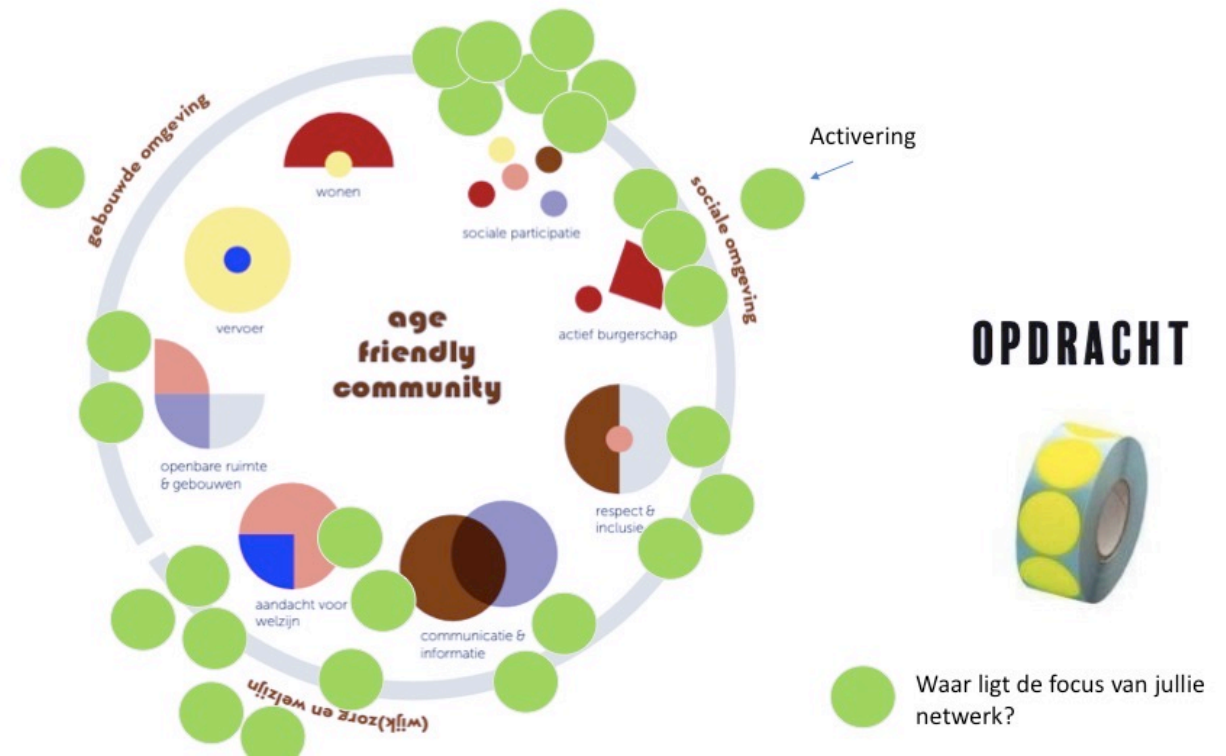 gebouwde omgeving
wonen
sociale participatie
Activering
sociale omgeving
vervoer
actief burgerschap
age
friendly
community
OPDRACHT
openbare ruimte
& gebouwen
respect &
inclusie
aandacht voor
welzijn
communicatie &
informatie
(wijk)zorg en welzijn
Waar ligt de focus van jullie
netwerk?